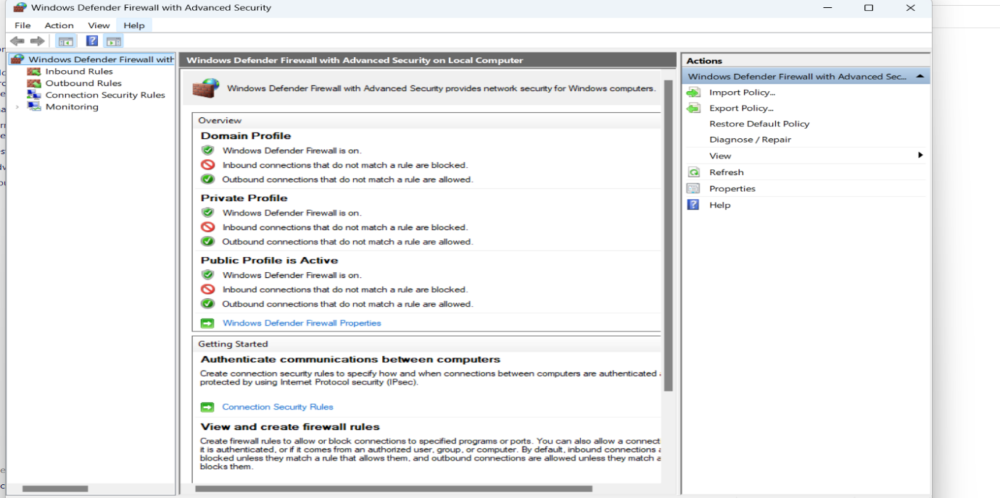 Windows Defender Firewall with Advanced Security
File Action View Help
Windows Defender Firewall with
Inbound Rules
Outbound Rules
Connection Security Rules
Monitoring
Windows Defender Firewall with Advanced Security on Local Computer
Windows Defender Firewall with Advanced Security provides network security for Windows computers.
Overview
Domain Profile
Windows Defender Firewall is on.
Inbound connections that do not match a rule are blocked.
Outbound connections that do not match a rule are allowed.
Private Profile
Windows Defender Firewall is on.
Inbound connections that do not match a rule are blocked.
Outbound connections that do not match a rule are allowed.
Public Profile is Active
Windows Defender Firewall is on.
Inbound connections that do not match a rule are blocked.
Outbound connections that do not match a rule are allowed.
Windows Defender Firewall Properties
Getting Started
Authenticate communications between computers
Create connection security rules to specify how and when connections between computers are authenticated
protected by using Internet Protocol security (IPsec).
Connection Security Rules
View and create firewall rules
Create firewall rules to allow or block connections to specified programs or ports. You can also allow a connect
it is authenticated, or if it comes from an authorized user, group, or computer. By default, inbound connections
blocked unless they match a rule that allows them, and outbound connections are allowed unless they match a
blocks them.
Actions
Windows Defender Firewall with Advanced Sec...
Import Policy...
Export Policy...
Restore Default Policy
Diagnose / Repair
View
Refresh
Properties
Help